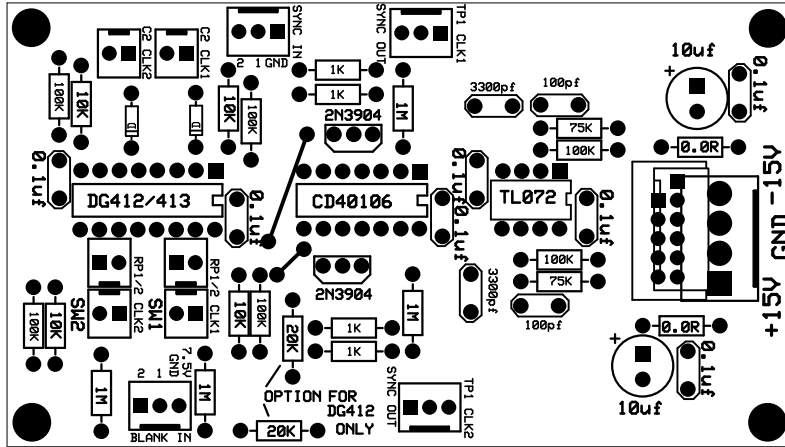 C2 CLK2
C2 CLK1
SYNC IN
2 1 GND
SYNC OUT
TP1 CLK1
10uf
+
0.1uf
100K
10K
10K
100K
1K
1K
1M
2N3904
3300pf
100pf
75K
100K
0.0R
0.1uf
DG412/413
0.1uf
CD40106
0.1uf
0.1uf
TL072
0.1uf
+15V GND -15V
RP1/2 CLK2
RP1/2 CLK1
SW2
SW1
100K
10K
10K
100K
20K
2N3904
1K
1K
1M
3300pf
100K
75K
100pf
0.0R
+
10uf
0.1uf
1M
2 1
7.5V
GND
BLANK IN
1M
OPTION FOR
DG412
ONLY
20K
SYNC OUT
TP1 CLK2